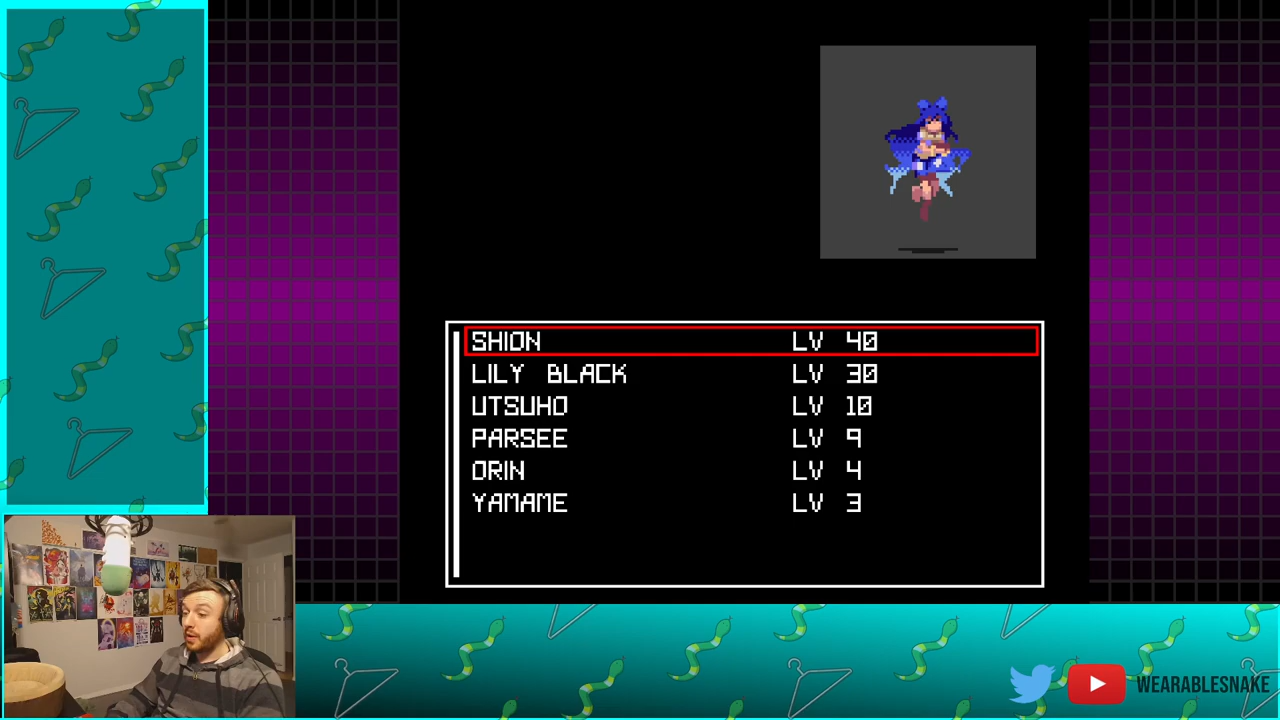 SHION LV 40
LILY BLACK LV 30
UTSUHO LV 10
PARSEE LV 9
ORIN LV 4
YAMAME LV 3
WEARABLESNAKE